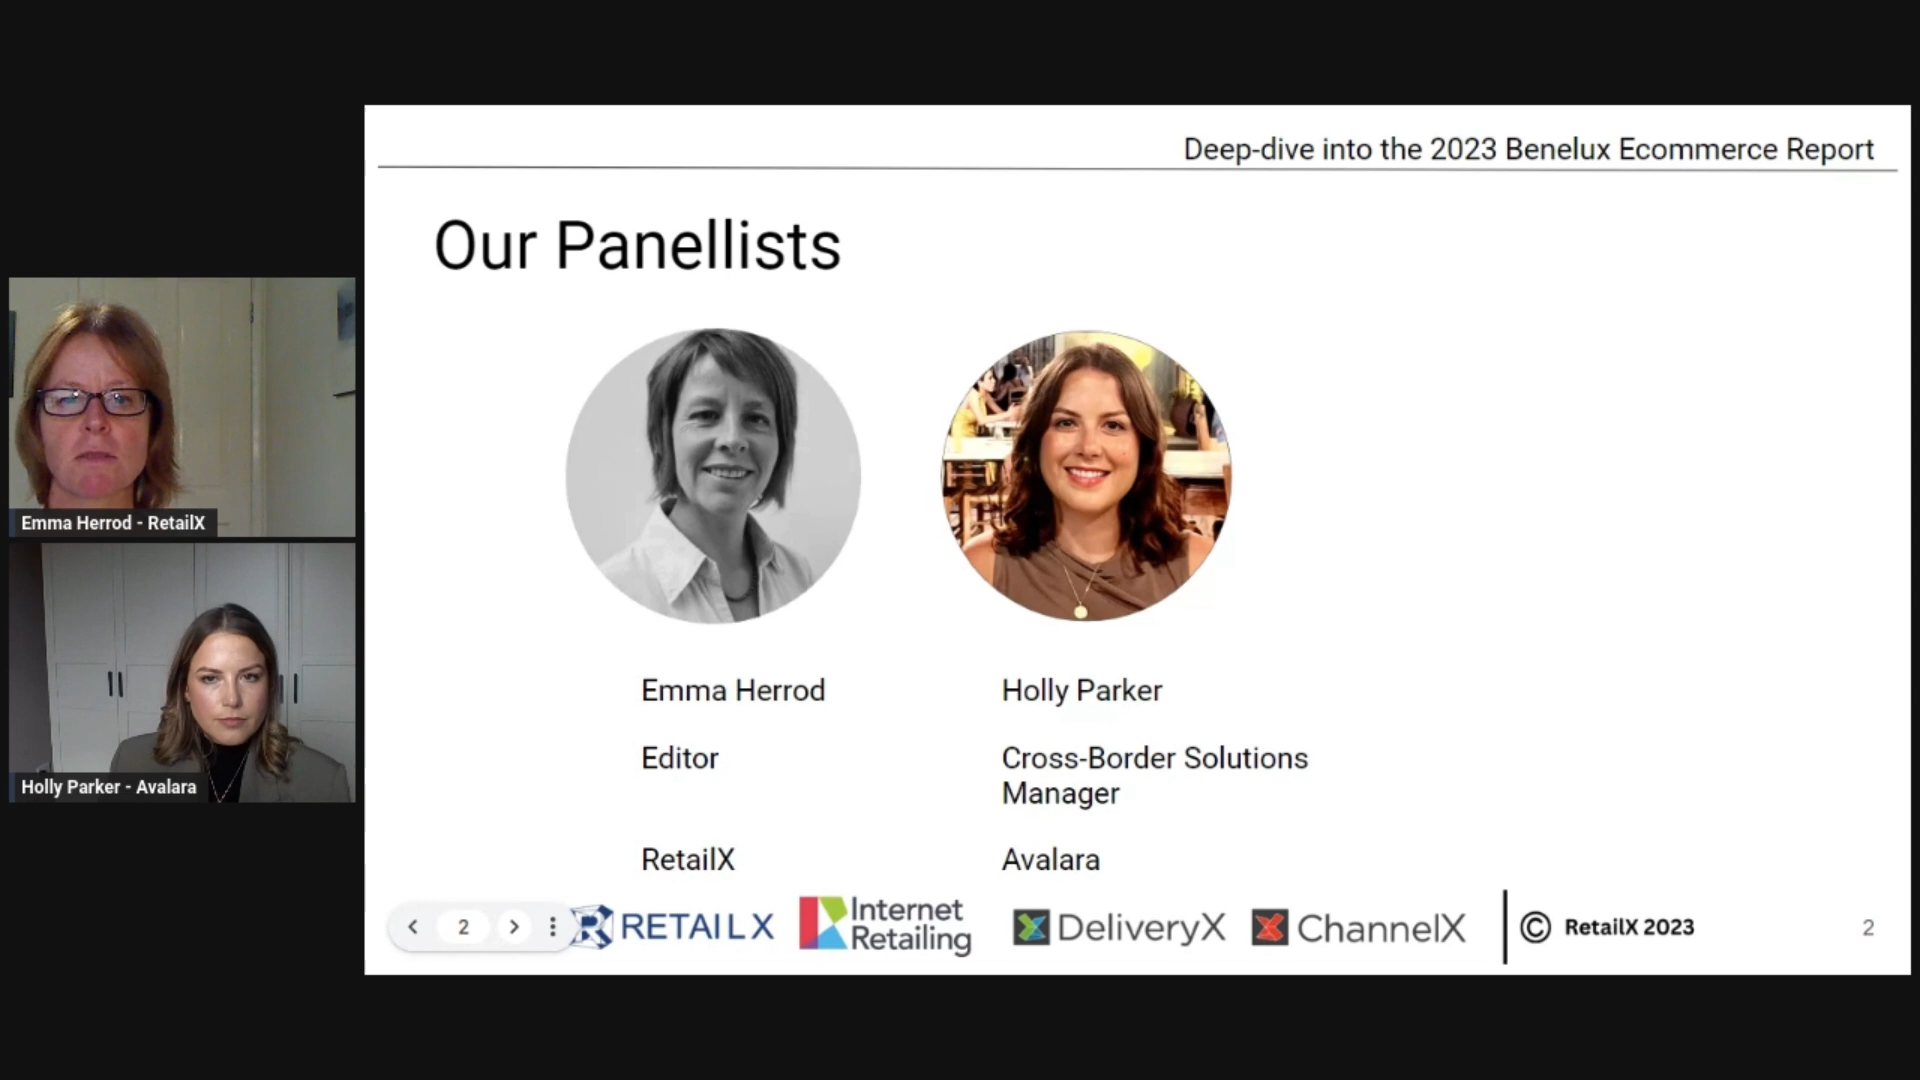 Deep-dive into the 2023 Benelux Ecommerce Report
Our Panellists
Emma Herrod - RetailX
Holly Parker - Avalara
Emma Herrod
Editor
RetailX
Holly Parker
Cross-Border Solutions
Manager
Avalara
2
RETAILX
Internet
Retailing
DeliveryX
ChannelX
© RetailX 2023
2